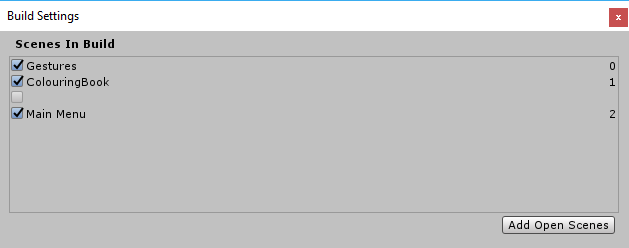 Build Settings
x
Scenes In Build
Gestures 0
ColouringBook 1
Main Menu 2
Add Open Scenes